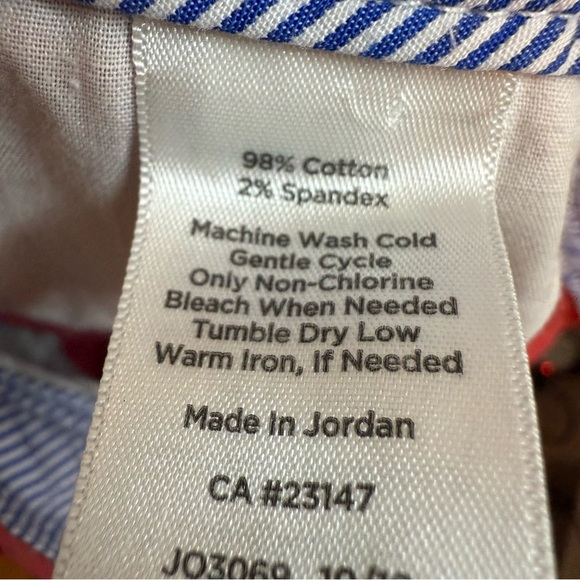 98% Cotton
2% Spandex
Machine Wash Cold
Gentle Cycle
Only Non-Chlorine
Bleach When Needed
Tumble Dry Low
Warm Iron, If Needed
Made In Jordan
CA #23147
JO3069